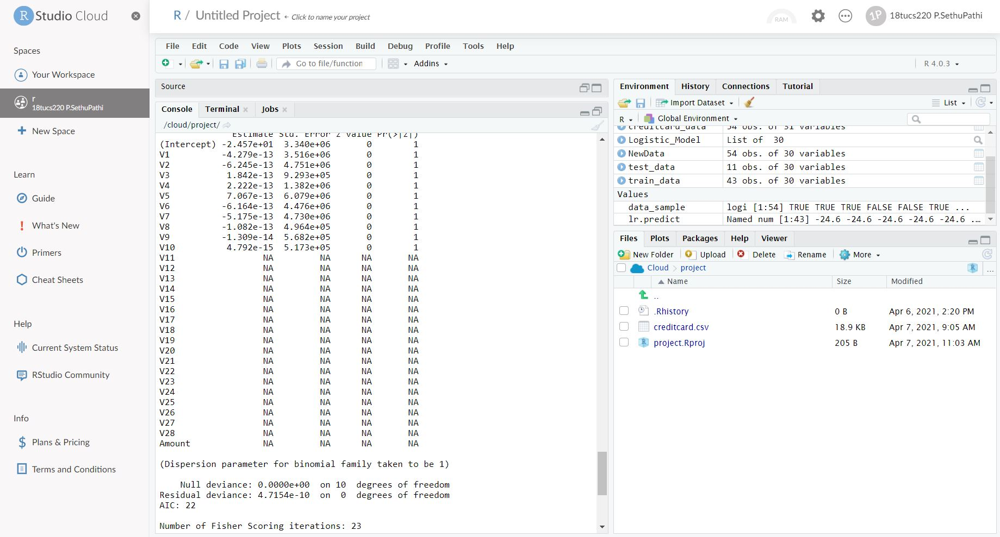 R Studio Cloud
Spaces
Your Workspace
r
18tucs220 P.SethuPathi
New Space
Learn
Guide
What's New
Primers
Cheat Sheets
Help
Current System Status
RStudio Community
Info
Plans & Pricing
Terms and Conditions
R / Untitled Project ← Click to name your project
RAM
1P 18tucs220 P.SethuPathi
File Edit Code View Plots Session Build Debug Profile Tools Help
Go to file/function Addins R 4.0.3
Source
Console Terminal Jobs
/cloud/project/
Estimate Std. Error z value Pr(>|z|)
(Intercept) -2.457e+01 3.340e+06 0 1
V1 -4.279e-13 3.516e+06 0 1
V2 -6.245e-13 4.751e+06 0 1
V3 1.842e-13 9.293e+05 0 1
V4 2.222e-13 1.382e+06 0 1
V5 7.067e-13 6.079e+06 0 1
V6 -6.164e-13 4.476e+06 0 1
V7 -5.175e-13 4.730e+06 0 1
V8 -1.082e-13 4.964e+05 0 1
V9 -1.309e-14 5.682e+05 0 1
V10 4.792e-15 5.173e+05 0 1
V11 NA NA NA NA
V12 NA NA NA NA
V13 NA NA NA NA
V14 NA NA NA NA
V15 NA NA NA NA
V16 NA NA NA NA
V17 NA NA NA NA
V18 NA NA NA NA
V19 NA NA NA NA
V20 NA NA NA NA
V21 NA NA NA NA
V22 NA NA NA NA
V23 NA NA NA NA
V24 NA NA NA NA
V25 NA NA NA NA
V26 NA NA NA NA
V27 NA NA NA NA
V28 NA NA NA NA
Amount NA NA NA NA
(Dispersion parameter for binomial family taken to be 1)
Null deviance: 0.0000e+00 on 10 degrees of freedom
Residual deviance: 4.7154e-10 on 0 degrees of freedom
AIC: 22
Number of Fisher Scoring iterations: 23
Environment History Connections Tutorial
Import Dataset List
R Global Environment
creditcard_data 54 obs. of 31 variables
Logistic_Model List of 30
NewData 54 obs. of 30 variables
test_data 11 obs. of 30 variables
train_data 43 obs. of 30 variables
Values
data_sample logi [1:54] TRUE TRUE TRUE FALSE FALSE TRUE ...
lr.predict Named num [1:43] -24.6 -24.6 -24.6 -24.6 -24.6 ...
Files Plots Packages Help Viewer
New Folder Upload Delete Rename More
Cloud project R ...
Name Size Modified
..
.Rhistory 0 B Apr 6, 2021, 2:20 PM
creditcard.csv 18.9 KB Apr 7, 2021, 9:05 AM
R project.Rproj 205 B Apr 7, 2021, 11:03 AM